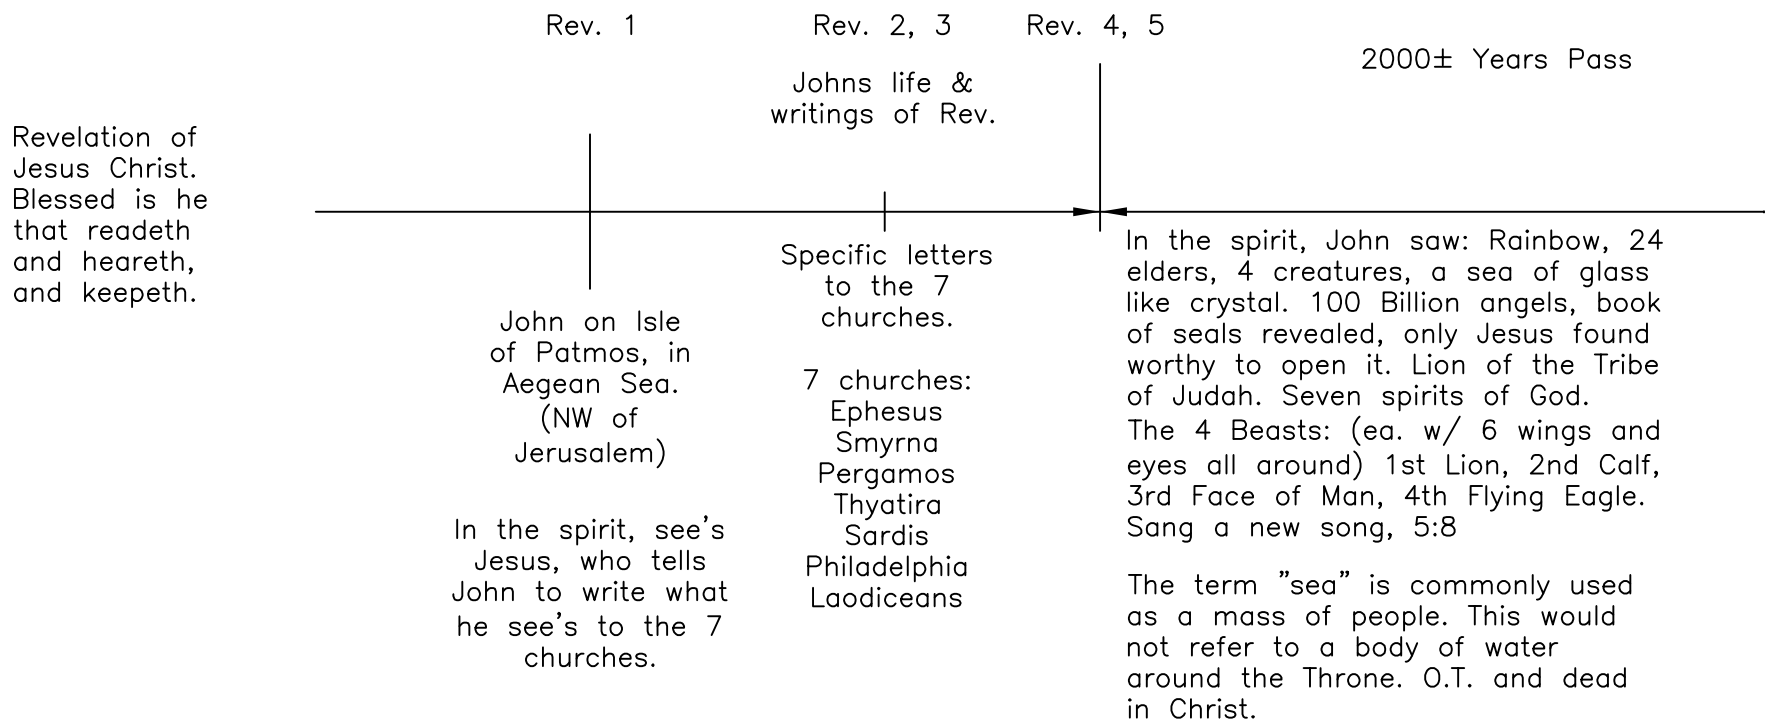 Rev. 1
Rev. 2, 3
Rev. 4, 5
2000± Years Pass
Johns life &
writings of Rev.
Revelation of
Jesus Christ.
Blessed is he
that readeth
and heareth,
and keepeth.
John on Isle
of Patmos, in
Aegean Sea.
(NW of
Jerusalem)
In the spirit, see's
Jesus, who tells
John to write what
he see's to the 7
churches.
Specific letters
to the 7
churches.
7 churches:
Ephesus
Smyrna
Pergamos
Thyatira
Sardis
Philadelphia
Laodiceans
In the spirit, John saw: Rainbow, 24
elders, 4 creatures, a sea of glass
like crystal. 100 Billion angels, book
of seals revealed, only Jesus found
worthy to open it. Lion of the Tribe
of Judah. Seven spirits of God.
The 4 Beasts: (ea. w/ 6 wings and
eyes all around) 1st Lion, 2nd Calf,
3rd Face of Man, 4th Flying Eagle.
Sang a new song, 5:8
The term "sea" is commonly used
as a mass of people. This would
not refer to a body of water
around the Throne. O.T. and dead
in Christ.